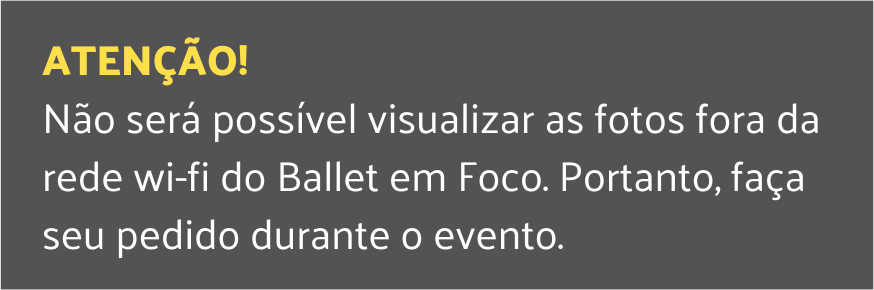 ATENÇÃO!
Não será possível visualizar as fotos fora da
rede wi-fi do Ballet em Foco. Portanto, faça
seu pedido durante o evento.